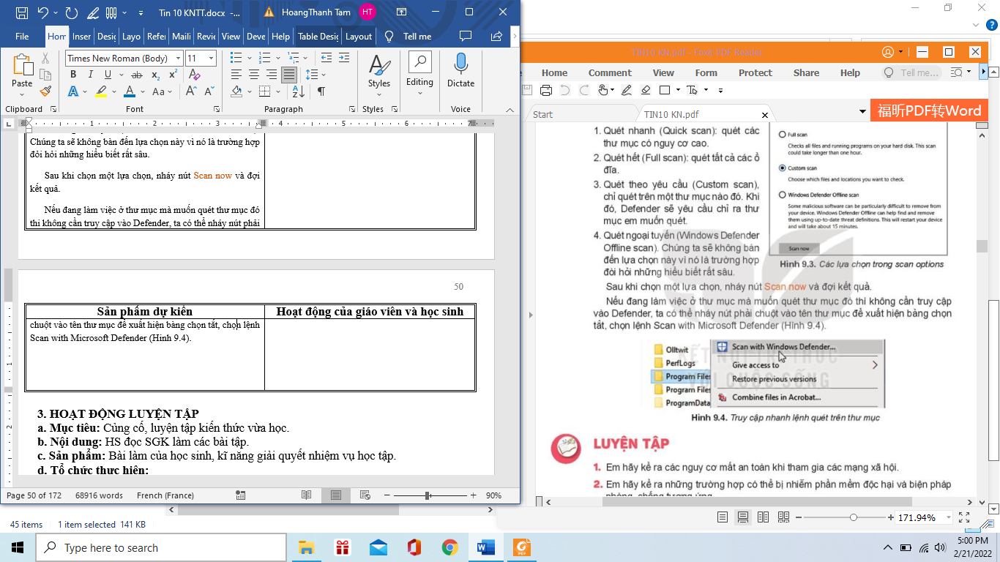 Tin 10 KNTT.docx - ...
HoangThanh Tam
HT
File
Hom
Inser
Desig
Layo
Refe
Maili
Revie
View
Deve
Help
Table Desig
Layout
Tell me
Paste
Times New Roman (Body)
11
Styles
Editing
Dictate
Clipboard
Font
Paragraph
Styles
Voice
Chúng ta sẽ không bàn đến lựa chọn này vì nó là trường hợp
đòi hỏi những hiểu biết rất sâu.
Sau khi chọn một lựa chọn, nháy nút Scan now và đợi
kết quả.
Nếu đang làm việc ở thư mục mà muốn quét thư mục đó
thì không cần truy cập vào Defender, ta có thể nháy nút phải
50
Sản phẩm dự kiến
Hoạt động của giáo viên và học sinh
chuột vào tên thư mục để xuất hiện bảng chọn tắt, chọn lệnh
Scan with Microsoft Defender (Hình 9.4).
3. HOẠT ĐỘNG LUYỆN TẬP
a. Mục tiêu: Củng cố, luyện tập kiến thức vừa học.
b. Nội dung: HS đọc SGK làm các bài tập.
c. Sản phẩm: Bài làm của học sinh, kĩ năng giải quyết nhiệm vụ học tập.
d. Tổ chức thực hiện:
Page 50 of 172
68916 words
French (France)
90%
45 items
1 item selected 141 KB
TIN10 KN.pdf - Foxit PDF Reader
Home
Comment
View
Form
Protect
Share
Help
Tell me...
Start
TIN10 KN.pdf
福昕PDF转Word
1. Quét nhanh (Quick scan): quét các
thư mục có nguy cơ cao.
2. Quét hết (Full scan): quét tất cả các ổ
đĩa.
3. Quét theo yêu cầu (Custom scan),
chỉ quét trên một thư mục nào đó. Khi
đó, Defender sẽ yêu cầu chỉ ra thư
mục em muốn quét.
4. Quét ngoại tuyến (Windows Defender
Offline scan). Chúng ta sẽ không bàn
đến lựa chọn này vì nó là trường hợp
đòi hỏi những hiểu biết rất sâu.
Full scan
Checks all files and running programs on your hard disk. This scan
could take longer than one hour.
Custom scan
Choose which files and locations you want to check.
Windows Defender Offline scan
Some malicious software can be particularly difficult to remove from
your device. Windows Defender Offline can help find and remove
them using up-to-date threat definitions. This will restart your device
and will take about 15 minutes.
Scan now
Hình 9.3. Các lựa chọn trong scan options
Sau khi chọn một lựa chọn, nháy nút Scan now và đợi kết quả.
Nếu đang làm việc ở thư mục mà muốn quét thư mục đó thì không cần truy cập
vào Defender, ta có thể nháy nút phải chuột vào tên thư mục để xuất hiện bảng chọn
tắt, chọn lệnh Scan with Microsoft Defender (Hình 9.4).
Olltwit
PerfLogs
Program Files
Program Files
ProgramData
Scan with Windows Defender...
Give access to
Restore previous versions
Combine files in Acrobat...
KẾT NỐI TRI THỨC
VỚI CUỘC SỐNG
Hình 9.4. Truy cập nhanh lệnh quét trên thư mục
LUYỆN TẬP
1. Em hãy kể ra các nguy cơ mất an toàn khi tham gia các mạng xã hội.
2. Em hãy kể ra những trường hợp có thể bị nhiễm phần mềm độc hại và biện pháp
phòng, chống tương ứng.
171.94%
Type here to search
5:00 PM
2/21/2022